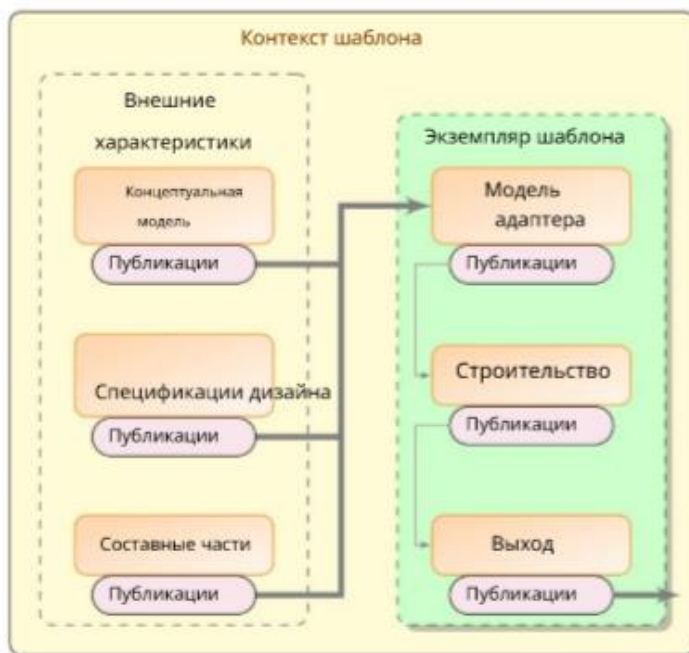 Контекст шаблона
Внешние
характеристики
Концептуальная
модель
Публикации
Спецификации дизайна
Публикации
Составные части
Публикации
Экземпляр шаблона
Модель
адаптера
Публикации
Строительство
Публикации
Выход
Публикации